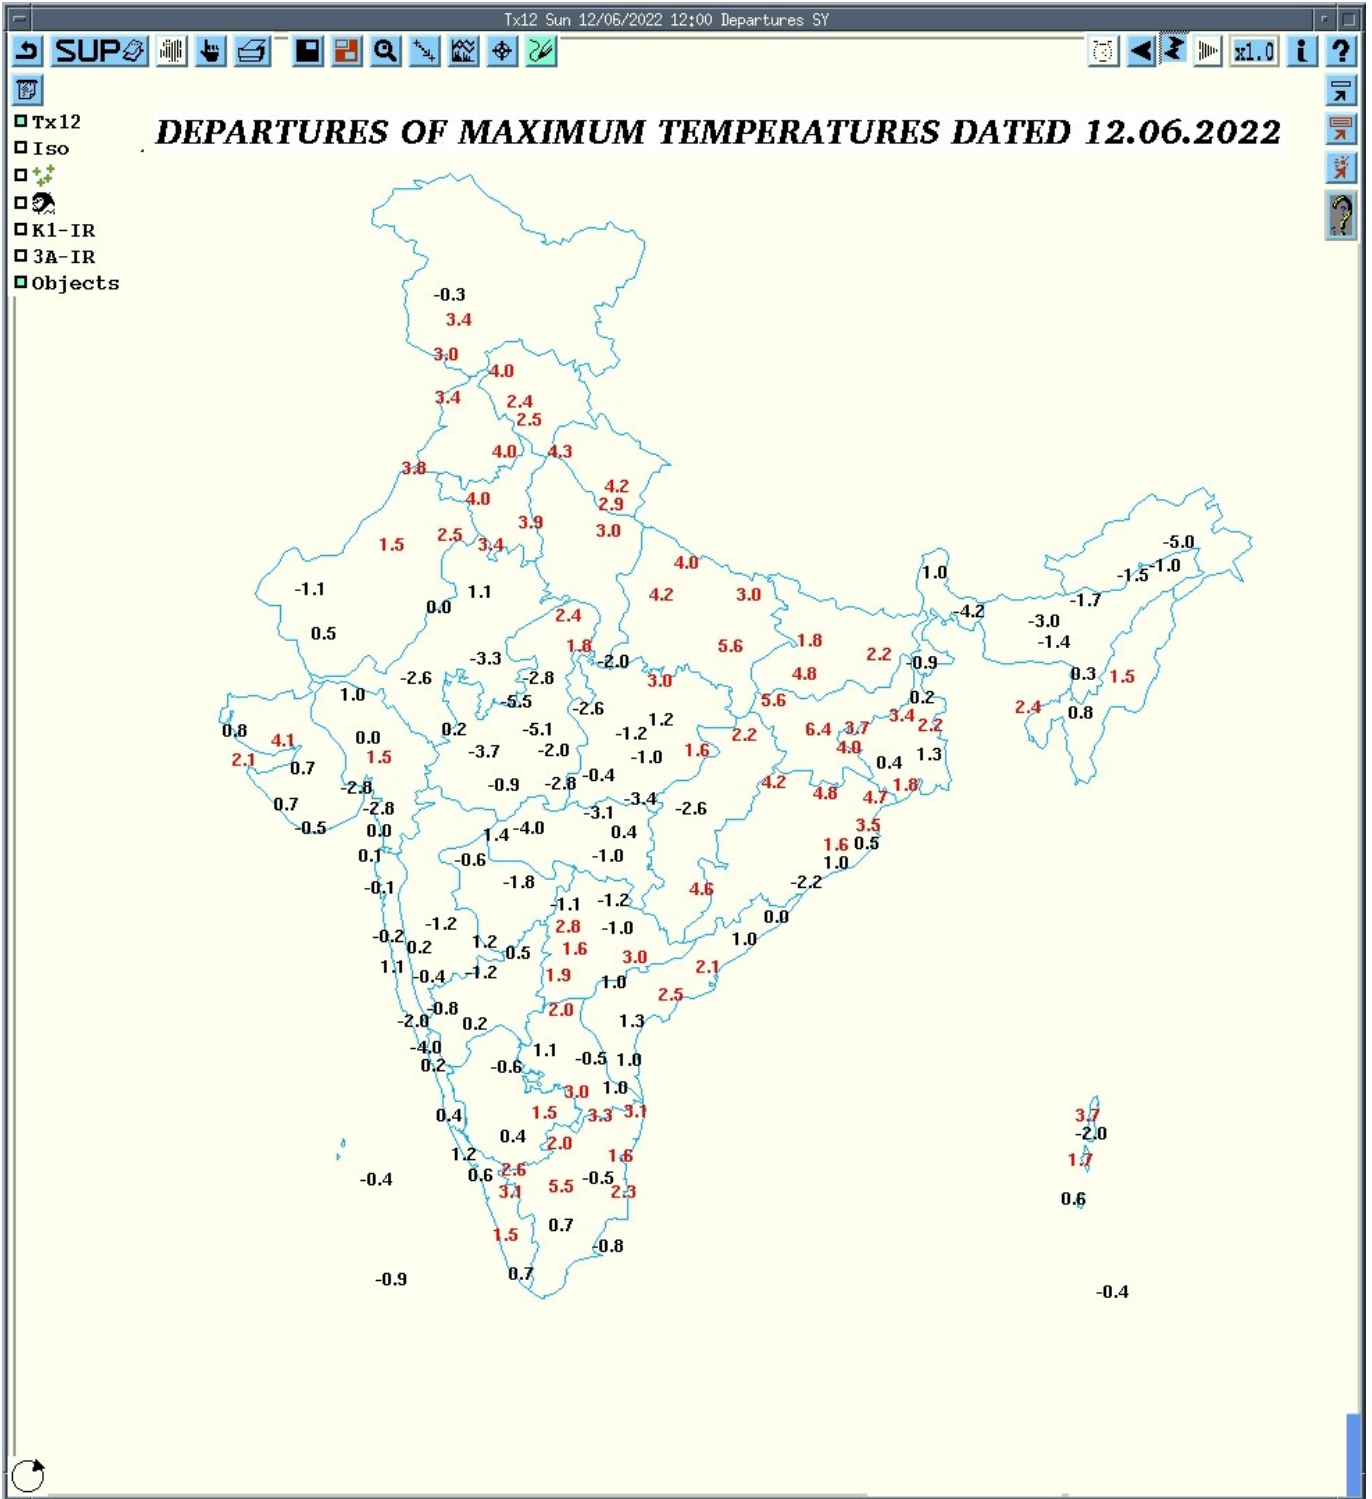 Tx12 Sun 12/06/2022 12:00 Departures SY
SUP
x1.0 i ?
Tx12
DEPARTURES OF MAXIMUM TEMPERATURES DATED 12.06.2022
Iso
K1-IR
3A-IR
Objects
-0.3
3.4
3.0
4.0
3.4
2.4
2.5
4.0 4.3
3.8
4.2
4.0
2.9
3.9
3.0
2.5
1.5 3.4
-5.0
4.0
-1.0
1.0 -1.5
-1.1 1.1
4.2 3.0
-1.7
0.0
-4.2
2.4
-3.0
0.5
1.8 -1.4
1.8 5.6
2.2
-3.3 -2.0 -0.9
4.8 0.3
-2.6 -2.8 1.5
3.0
1.0 0.2
-5.5 5.6
-2.6 2.4
0.8
3.4
1.2
2.2
0.8 0.2 -5.1 6.4 3.7
-1.2 2.2
4.1 0.0
4.0
-3.7 -2.0 1.6
1.5 -1.0 1.3
2.1 0.4
0.7
-0.4
-2.8 -0.9 -2.8 4.2 1.8
4.8 4.7
-3.4
0.7 -2.8 -3.1 -2.6
-0.5 0.0 -4.0 3.5
1.4 0.4
1.6 0.5
0.1 -0.6 -1.0 1.0
-0.1 -1.8 -2.2
4.6
-1.1 -1.2
0.0
-1.2 2.8 -1.0
-0.2 1.2 1.0
0.2 0.5 1.6
3.0
1.1 2.1
-0.4 -1.2 1.9
1.0
2.5
-0.8 2.0
-2.0 0.2 1.3
-4.0 1.1
0.2 -0.6 -0.5 1.0
3.0 1.0
0.4 1.5 3.3 3.1 3.7
0.4 -2.0
2.0
1.2 1.6 1.7
2.6
-0.4 0.6 -0.5
3.1 5.5 2.3 0.6
0.7
1.5
-0.8
-0.9 0.7
-0.4